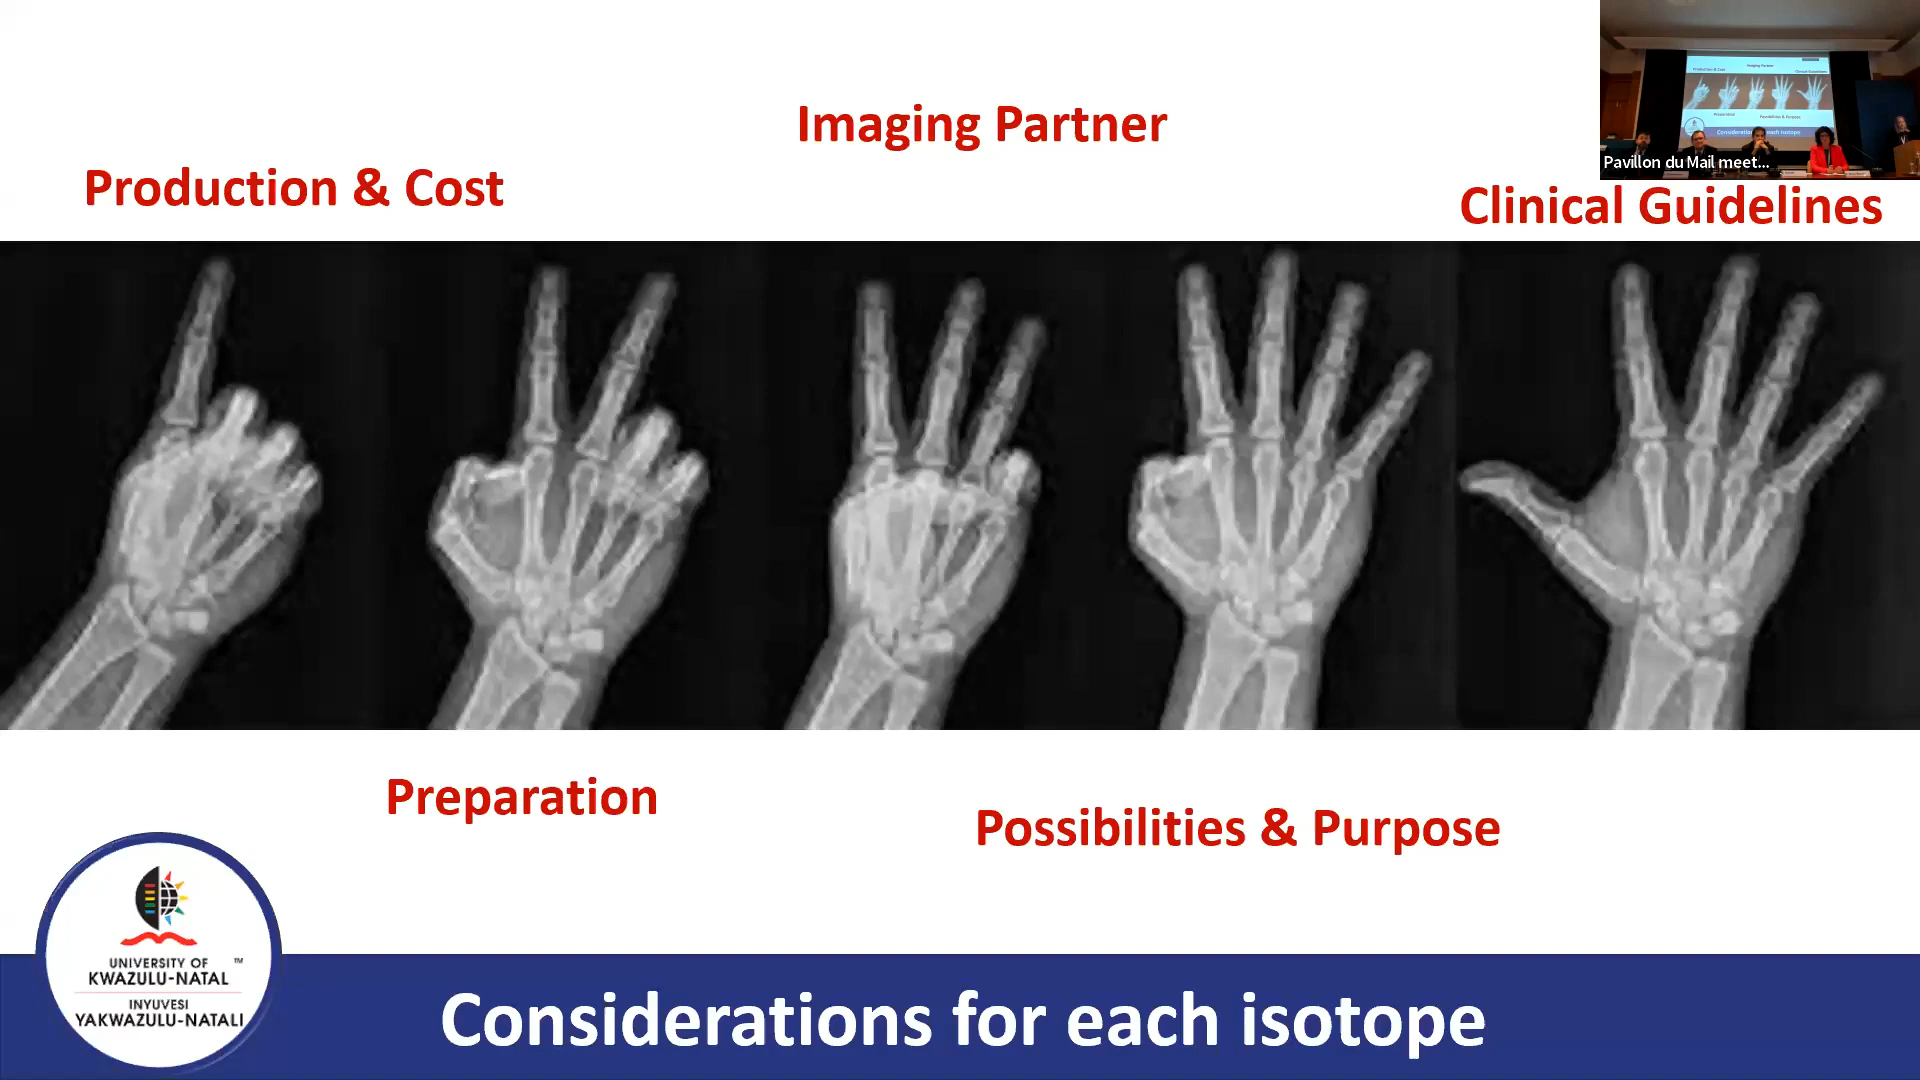 Imaging Partner
Production & Cost
Pavillon du Mail meet...
Clinical Guidelines
Preparation
Possibilities & Purpose
UNIVERSITY OF
KWAZULU-NATAL
TM
INYUVESI
YAKWAZULU-NATALI
Considerations for each isotope